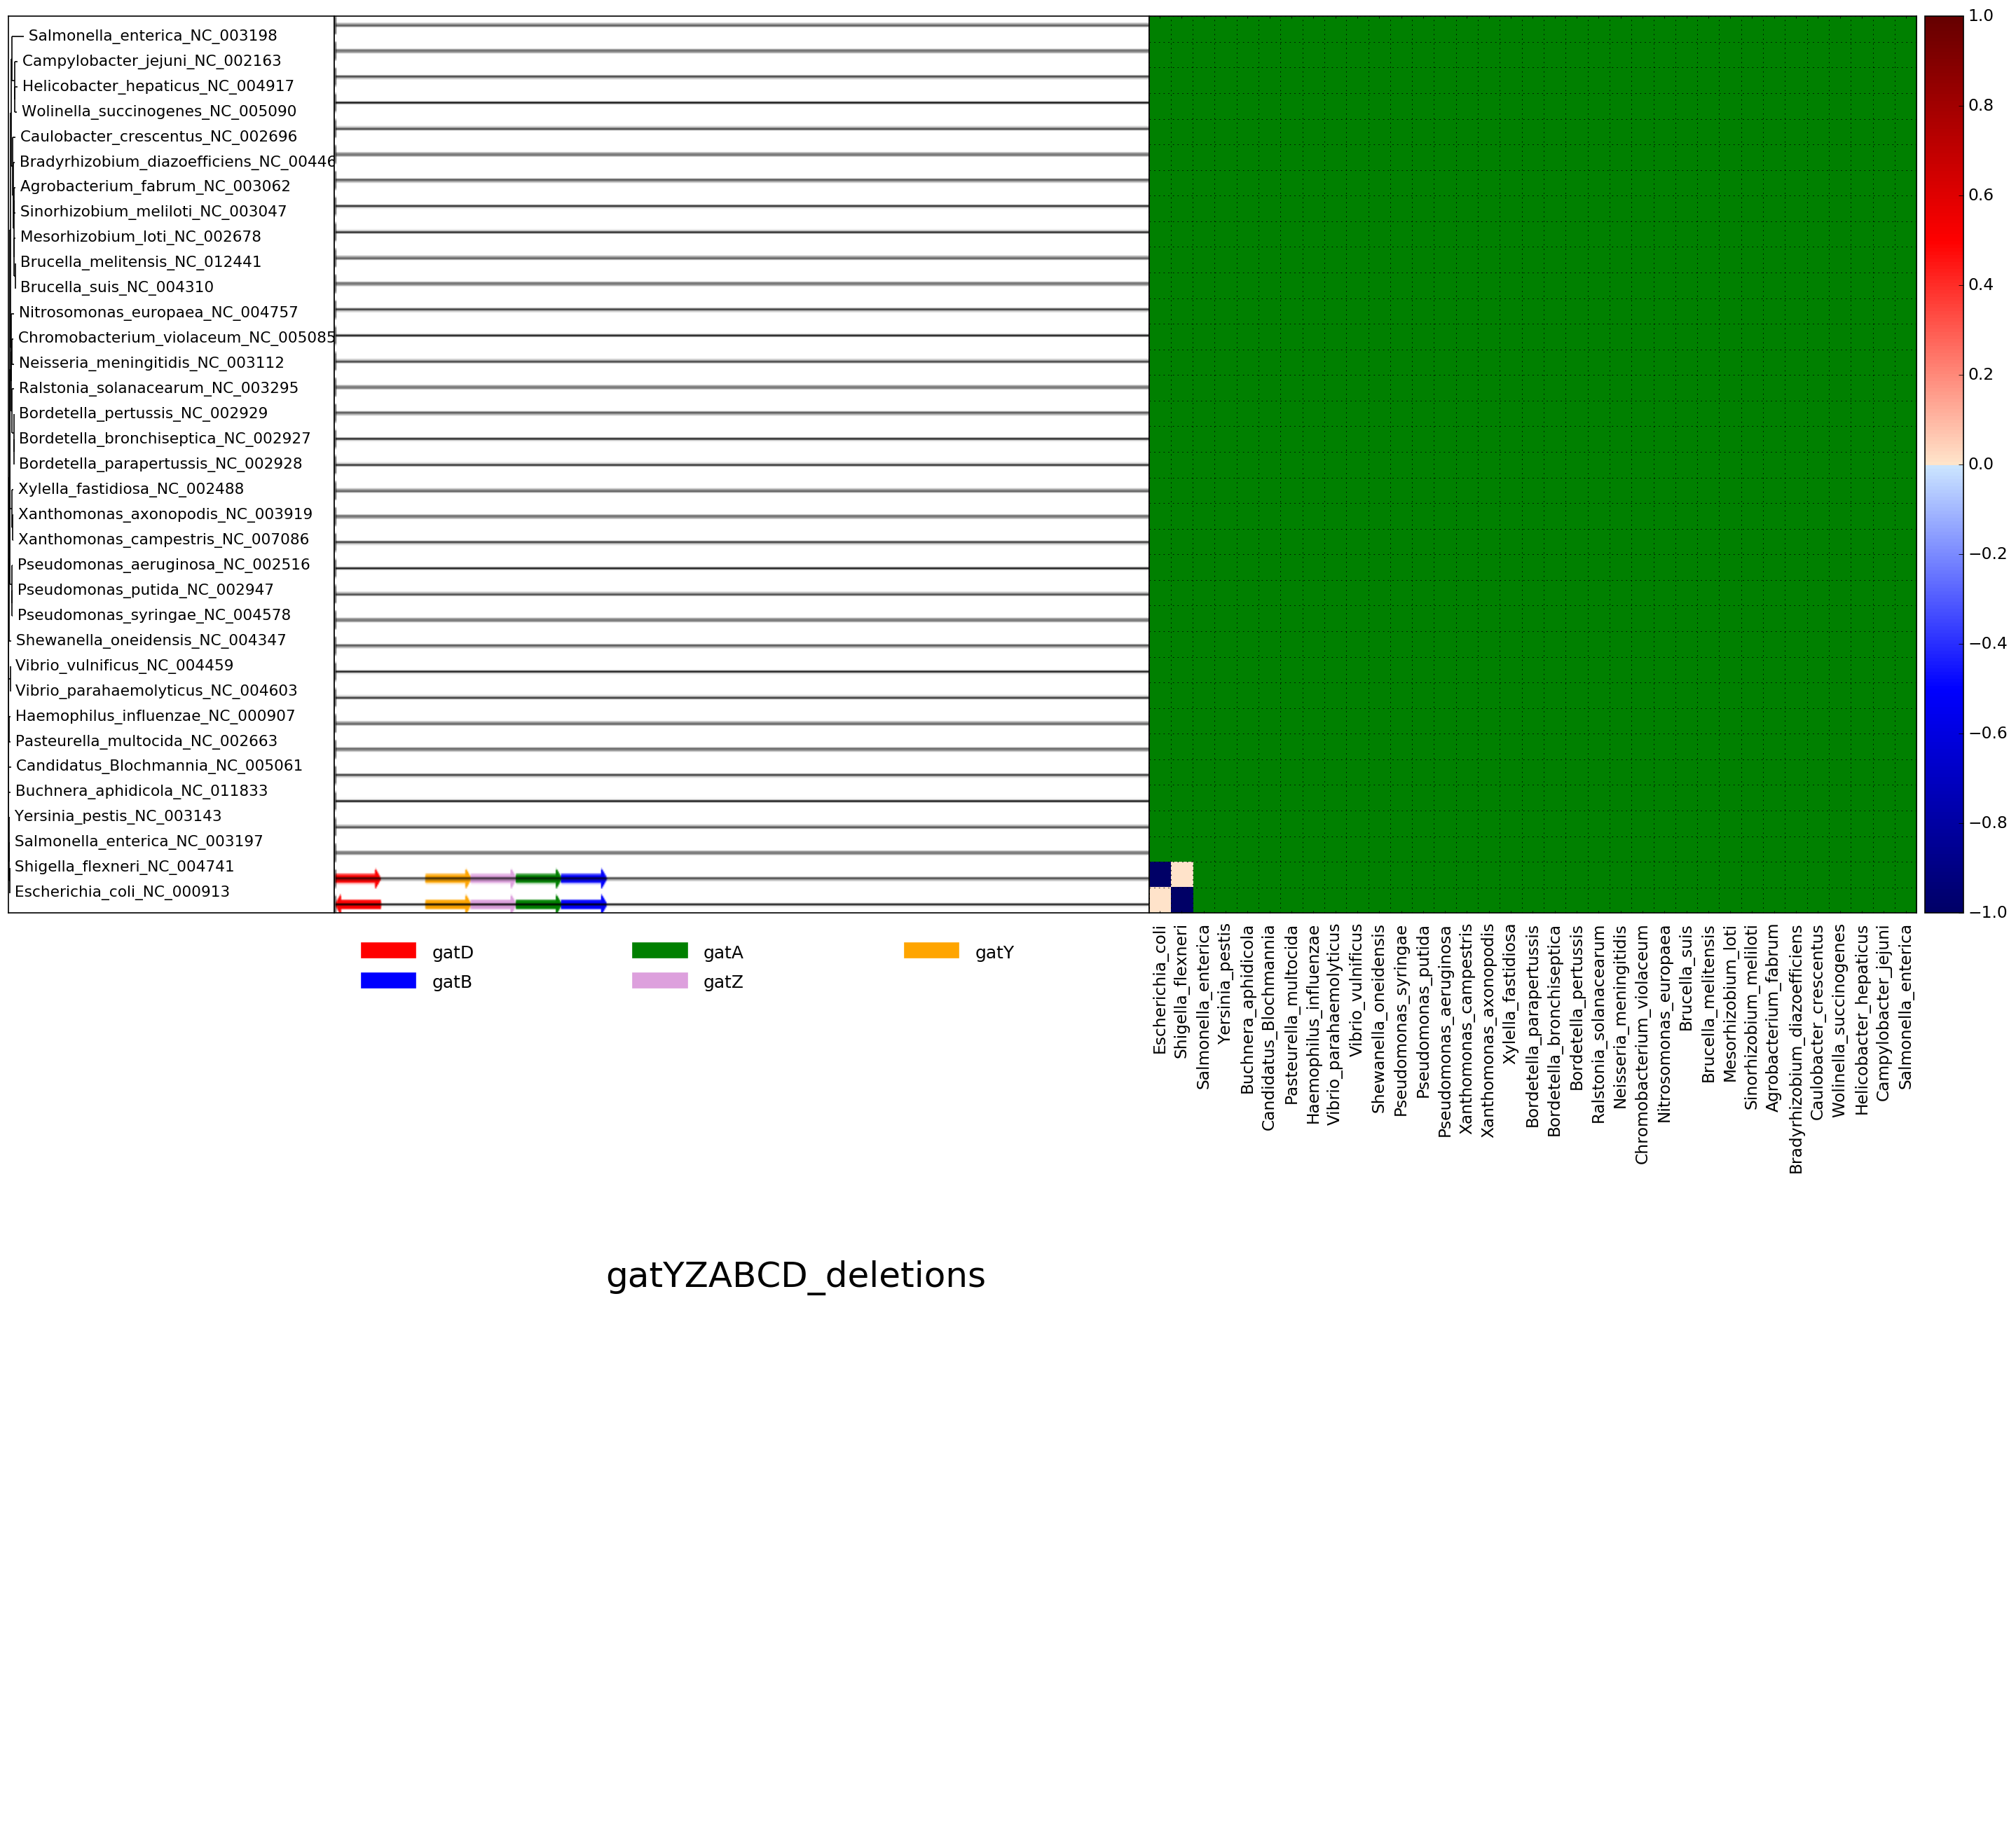 Salmonella_enterica_NC_003198
Campylobacter_jejuni_NC_002163
Helicobacter_hepaticus_NC_004917
Wolinella_succinogenes_NC_005090
Caulobacter_crescentus_NC_002696
Bradyrhizobium_diazoefficiens_NC_00446
Agrobacterium_fabrum_NC_003062
Sinorhizobium_meliloti_NC_003047
Mesorhizobium_loti_NC_002678
Brucella_melitensis_NC_012441
Brucella_suis_NC_004310
Nitrosomonas_europaea_NC_004757
Chromobacterium_violaceum_NC_005085
Neisseria_meningitidis_NC_003112
Ralstonia_solanacearum_NC_003295
Bordetella_pertussis_NC_002929
Bordetella_bronchiseptica_NC_002927
Bordetella_parapertussis_NC_002928
Xylella_fastidiosa_NC_002488
Xanthomonas_axonopodis_NC_003919
Xanthomonas_campestris_NC_007086
Pseudomonas_aeruginosa_NC_002516
Pseudomonas_putida_NC_002947
Pseudomonas_syringae_NC_004578
Shewanella_oneidensis_NC_004347
Vibrio_vulnificus_NC_004459
Vibrio_parahaemolyticus_NC_004603
Haemophilus_influenzae_NC_000907
Pasteurella_multocida_NC_002663
Candidatus_Blochmannia_NC_005061
Buchnera_aphidicola_NC_011833
Yersinia_pestis_NC_003143
Salmonella_enterica_NC_003197
Shigella_flexneri_NC_004741
Escherichia_coli_NC_000913
1.0
0.8
0.6
0.4
0.2
0.0
−0.2
−0.4
−0.6
−0.8
−1.0
gatD
gatA
gatY
gatB
gatZ
Escherichia_coli
Shigella_flexneri
Salmonella_enterica
Yersinia_pestis
Buchnera_aphidicola
Candidatus_Blochmannia
Pasteurella_multocida
Haemophilus_influenzae
Vibrio_parahaemolyticus
Vibrio_vulnificus
Shewanella_oneidensis
Pseudomonas_syringae
Pseudomonas_putida
Pseudomonas_aeruginosa
Xanthomonas_campestris
Xanthomonas_axonopodis
Xylella_fastidiosa
Bordetella_parapertussis
Bordetella_bronchiseptica
Bordetella_pertussis
Ralstonia_solanacearum
Neisseria_meningitidis
Chromobacterium_violaceum
Nitrosomonas_europaea
Brucella_suis
Brucella_melitensis
Mesorhizobium_loti
Sinorhizobium_meliloti
Agrobacterium_fabrum
Bradyrhizobium_diazoefficiens
Caulobacter_crescentus
Wolinella_succinogenes
Helicobacter_hepaticus
Campylobacter_jejuni
Salmonella_enterica
gatYZABCD_deletions